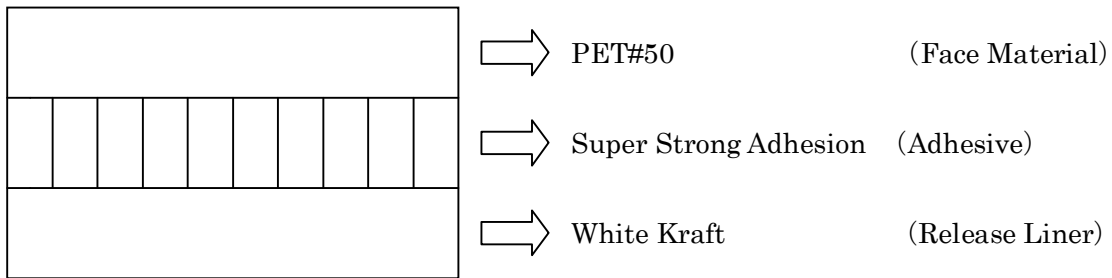 PET#50 （Face Material）
Super Strong Adhesion （Adhesive）
White Kraft （Release Liner）